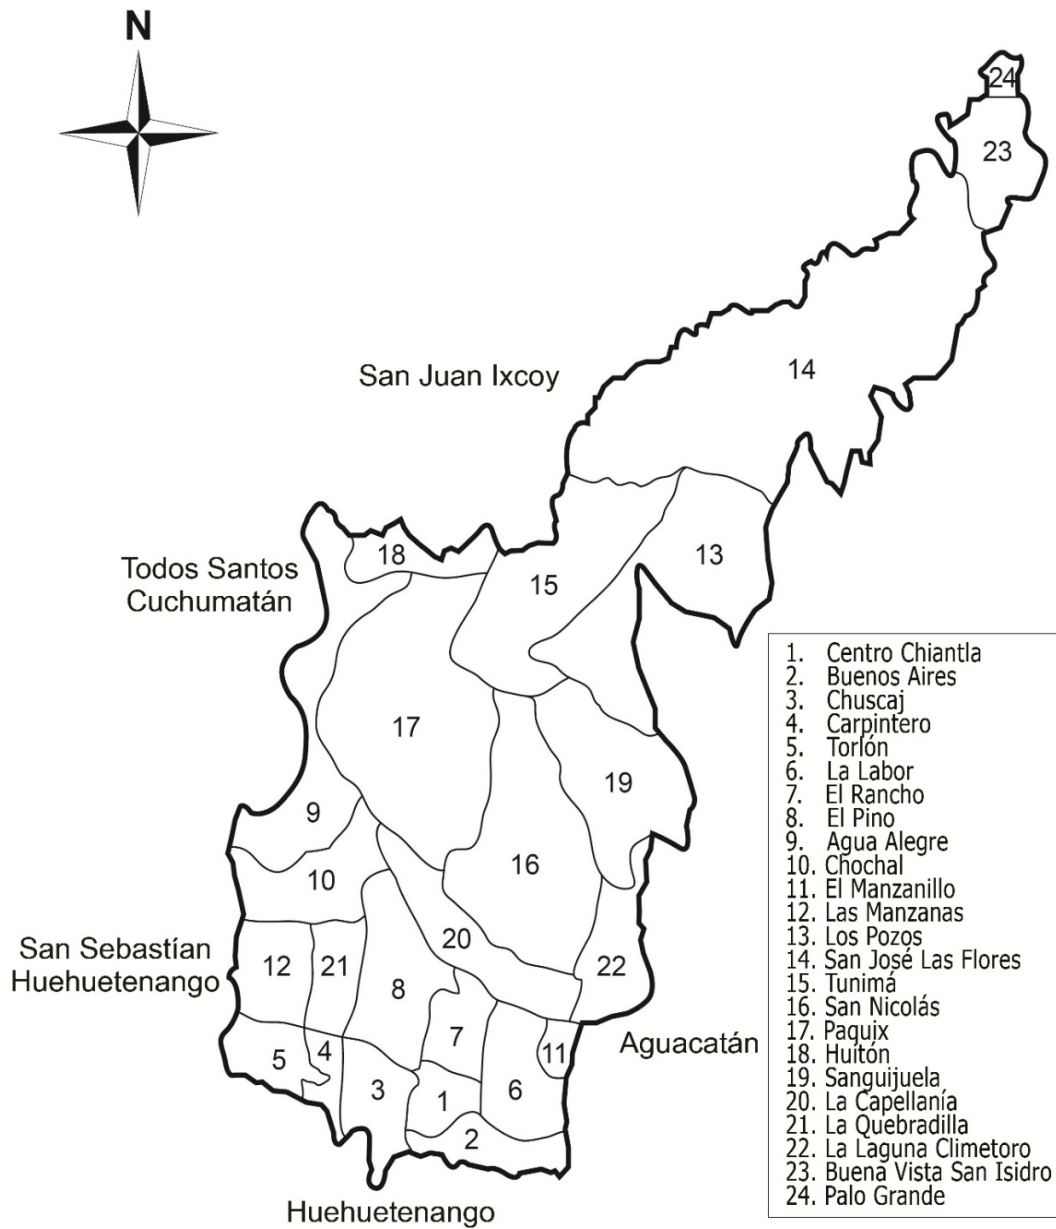 N
24
23
San Juan Ixcoy
14
18
13
15
Todos Santos
Cuchumatán
17
19
9
16
10
San Sebastían
Huehuetenango
12
21
20
22
8
7
11
Aguacatán
5
4
3
1
6
2
Huehuetenango
1. Centro Chiantla
2. Buenos Aires
3. Chuscaj
4. Carpintero
5. Torlón
6. La Labor
7. El Rancho
8. El Pino
9. Agua Alegre
10. Chochal
11. El Manzanillo
12. Las Manzanas
13. Los Pozos
14. San José Las Flores
15. Tunimá
16. San Nicolás
17. Paquix
18. Huitón
19. Sanguijuela
20. La Capellanía
21. La Quebradilla
22. La Laguna Climetoro
23. Buena Vista San Isidro
24. Palo Grande